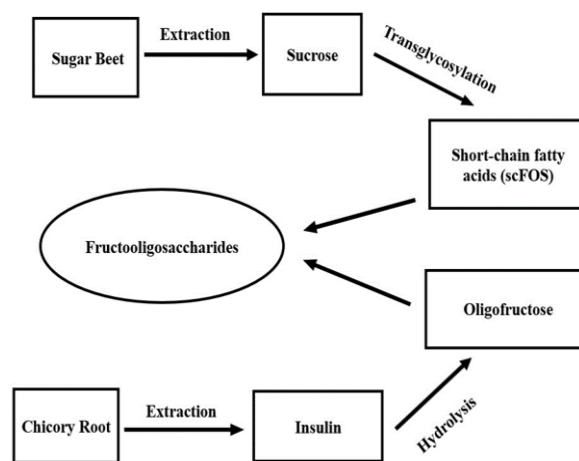 Sugar Beet
Extraction
Sucrose
Transglycosylation
Short-chain fatty
acids (scFOS)
Fructooligosaccharides
Oligofructose
Chicory Root
Extraction
Insulin
Hydrolysis